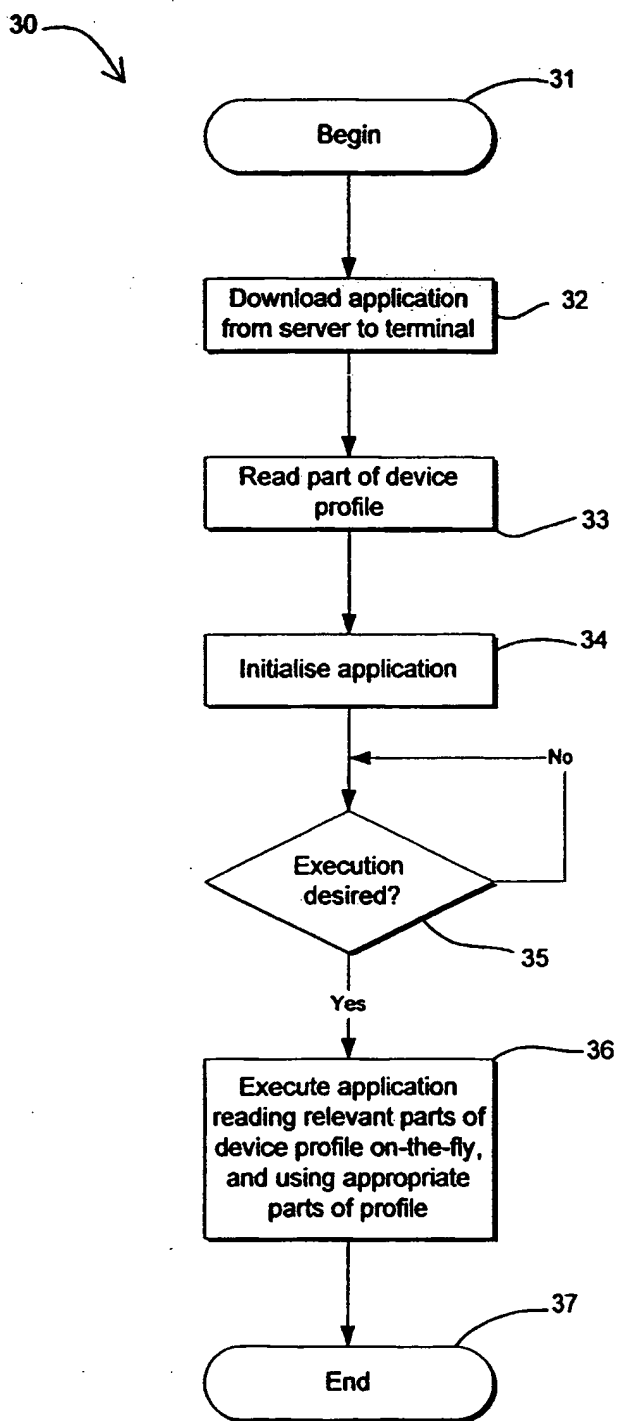 30
31
Begin
Download application
from server to terminal
32
Read part of device
profile
33
34
Initialise application
No
Execution
desired?
35
Yes
36
Execute application
reading relevant parts of
device profile on-the-fly,
and using appropriate
parts of profile
37
End